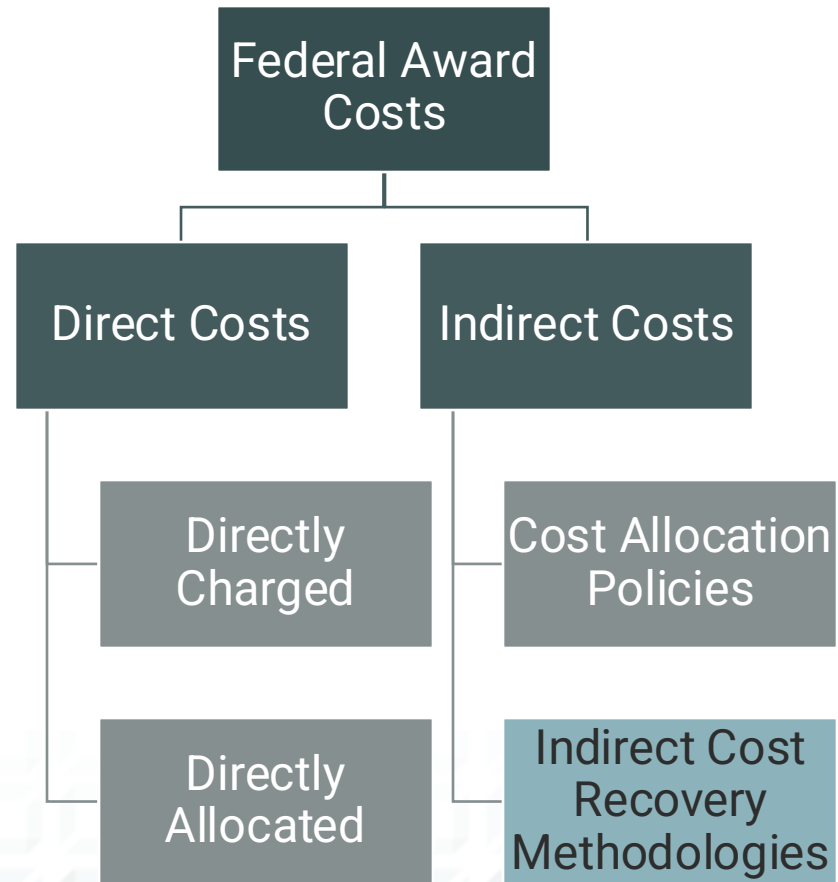 Federal Award
Costs
Direct Costs
Indirect Costs
Directly
Charged
Cost Allocation
Policies
Directly
Allocated
Indirect Cost
Recovery
Methodologies